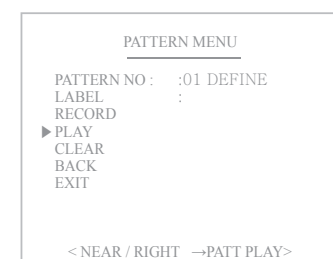 PATTERN MENU
PATTERN NO :   :01 DEFINE
LABEL   :
RECORD
▶PLAY
CLEAR
BACK
EXIT
< NEAR / RIGHT →PATT PLAY>